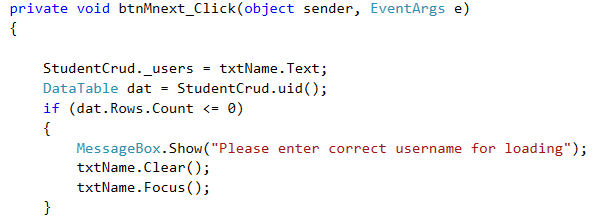 private void btnMnext_Click(object sender, EventArgs e)
{
StudentCrud._users = txtName.Text;
DataTable dat = StudentCrud.uid();
if (dat.Rows.Count <= 0)
{
MessageBox.Show("Please enter correct username for loading");
txtName.Clear();
txtName.Focus();
}